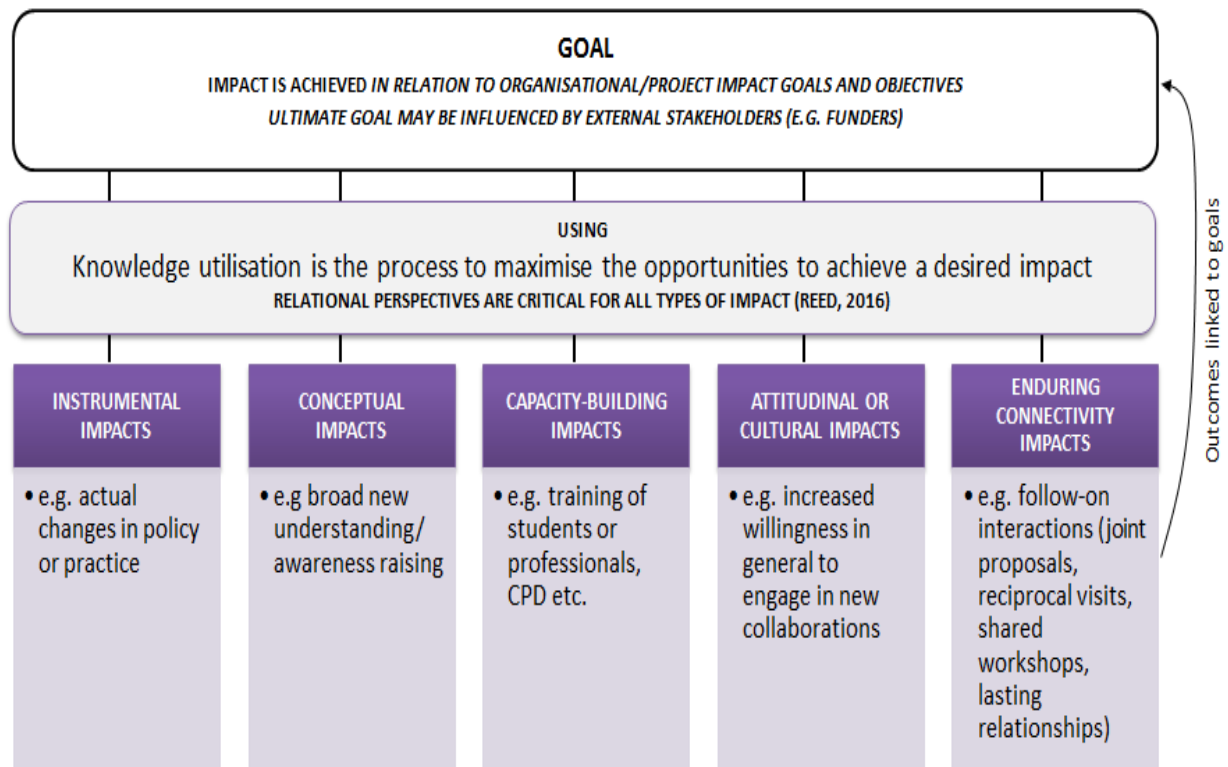 GOAL
IMPACT IS ACHIEVED IN RELATION TO ORGANISATIONAL/PROJECT IMPACT GOALS AND OBJECTIVES
ULTIMATE GOAL MAY BE INFLUENCED BY EXTERNAL STAKEHOLDERS (E.G. FUNDERS)
USING
Knowledge utilisation is the process to maximise the opportunities to achieve a desired impact
RELATIONAL PERSPECTIVES ARE CRITICAL FOR ALL TYPES OF IMPACT (REED, 2016)
INSTRUMENTAL
IMPACTS
• e.g. actual
changes in policy
or practice
CONCEPTUAL
IMPACTS
• e.g broad new
understanding/
awareness raising
CAPACITY-BUILDING
IMPACTS
• e.g. training of
students or
professionals,
CPD etc.
ATTITUDINAL OR
CULTURAL IMPACTS
• e.g. increased
willingness in
general to
engage in new
collaborations
ENDURING
CONNECTIVITY
IMPACTS
• e.g. follow-on
interactions (joint
proposals,
reciprocal visits,
shared
workshops,
lasting
relationships)
Outcomes linked to goals